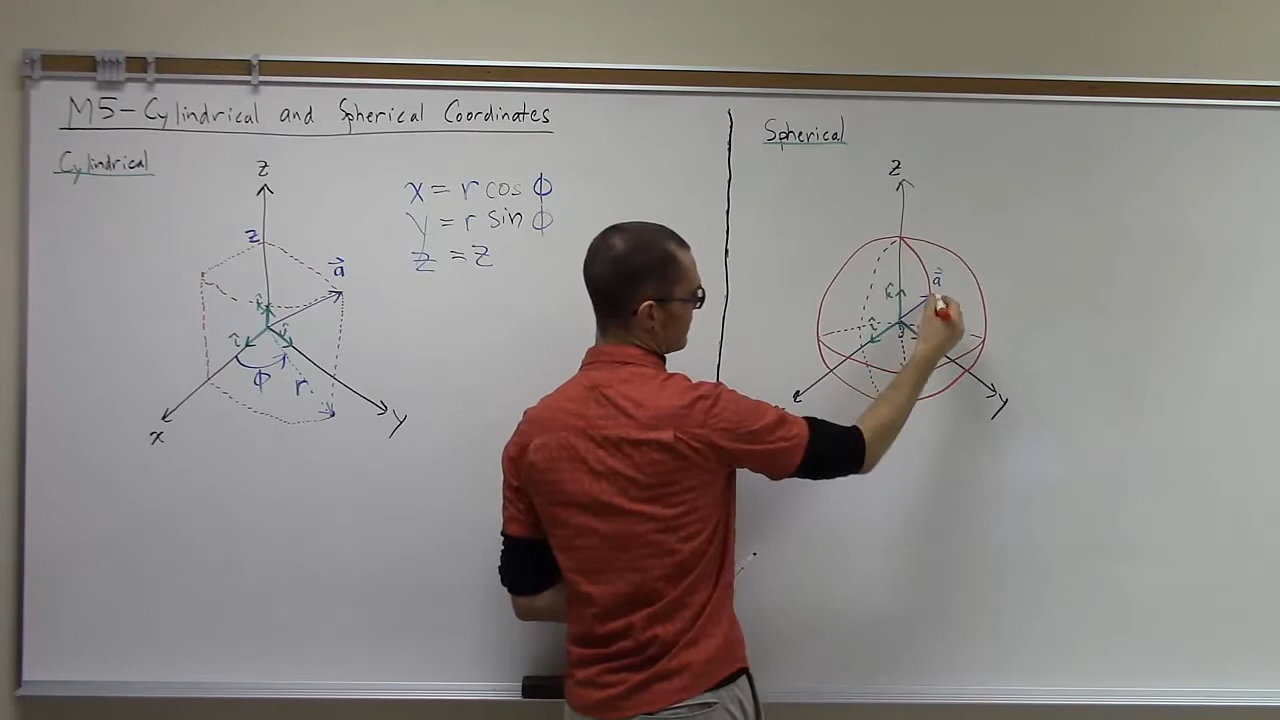 M5-Cylindrical and Spherical Coordinates
Cylindrical
z
z
a⃗
k̂
î
ĵ
ϕ
r
x
y
x = r cos ϕ
y = r sin ϕ
z = z
Spherical
z
a⃗
k̂
î
y